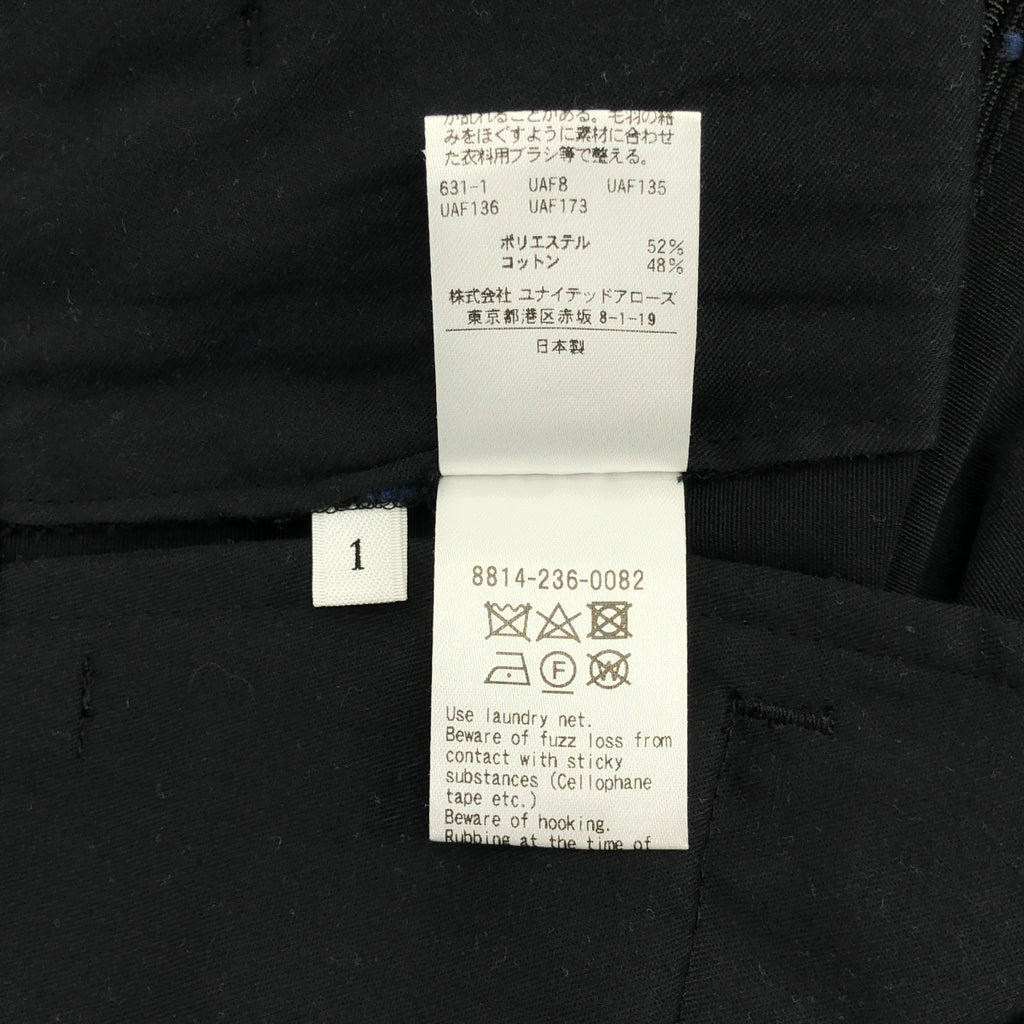 が乱れることがある。毛羽の絡
みをほぐすように素材に合わせ
た衣料用ブラシ等で整える。
631-1 UAF8 UAF135
UAF136 UAF173
ポリエステル 52%
コットン 48%
株式会社 ユナイテッドアローズ
東京都港区赤坂 8-1-19
日本製
1
8814-236-0082
F W
Use laundry net.
Beware of fuzz loss from
contact with sticky
substances (Cellophane
tape etc.)
Beware of hooking.
Rubbing at the time of